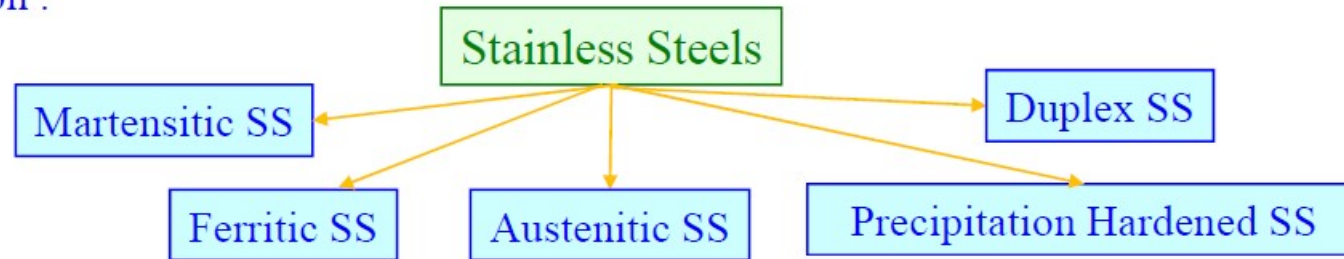 Stainless Steels
Martensitic SS
Duplex SS
Ferritic SS
Austenitic SS
Precipitation Hardened SS